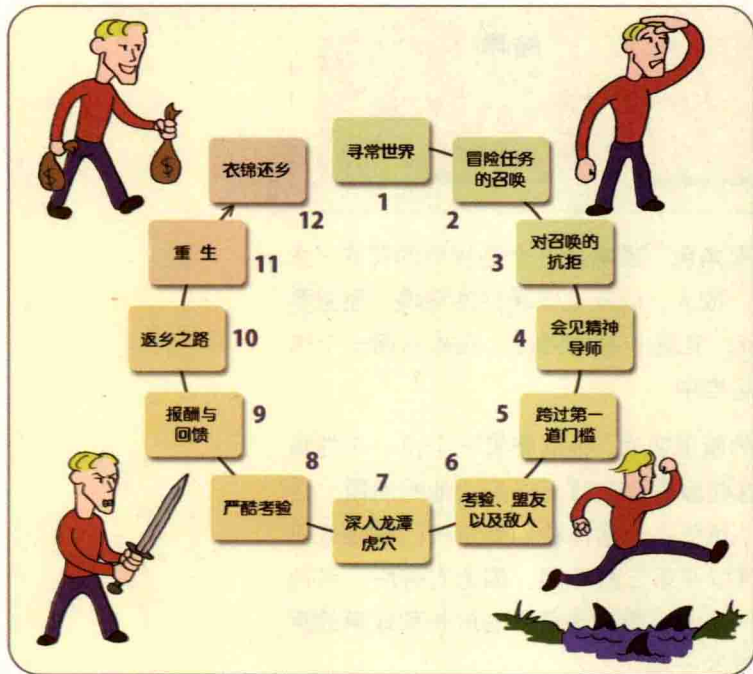 寻常世界
1
冒险任务
的召唤
2
对召唤的
抗拒
3
会见精神
导师
4
跨过第一
道门槛
5
考验、盟友
以及敌人
6
深入龙潭
虎穴
7
严酷考验
8
报酬与
回馈
9
返乡之路
10
重 生
11
衣锦还乡
12
$
$